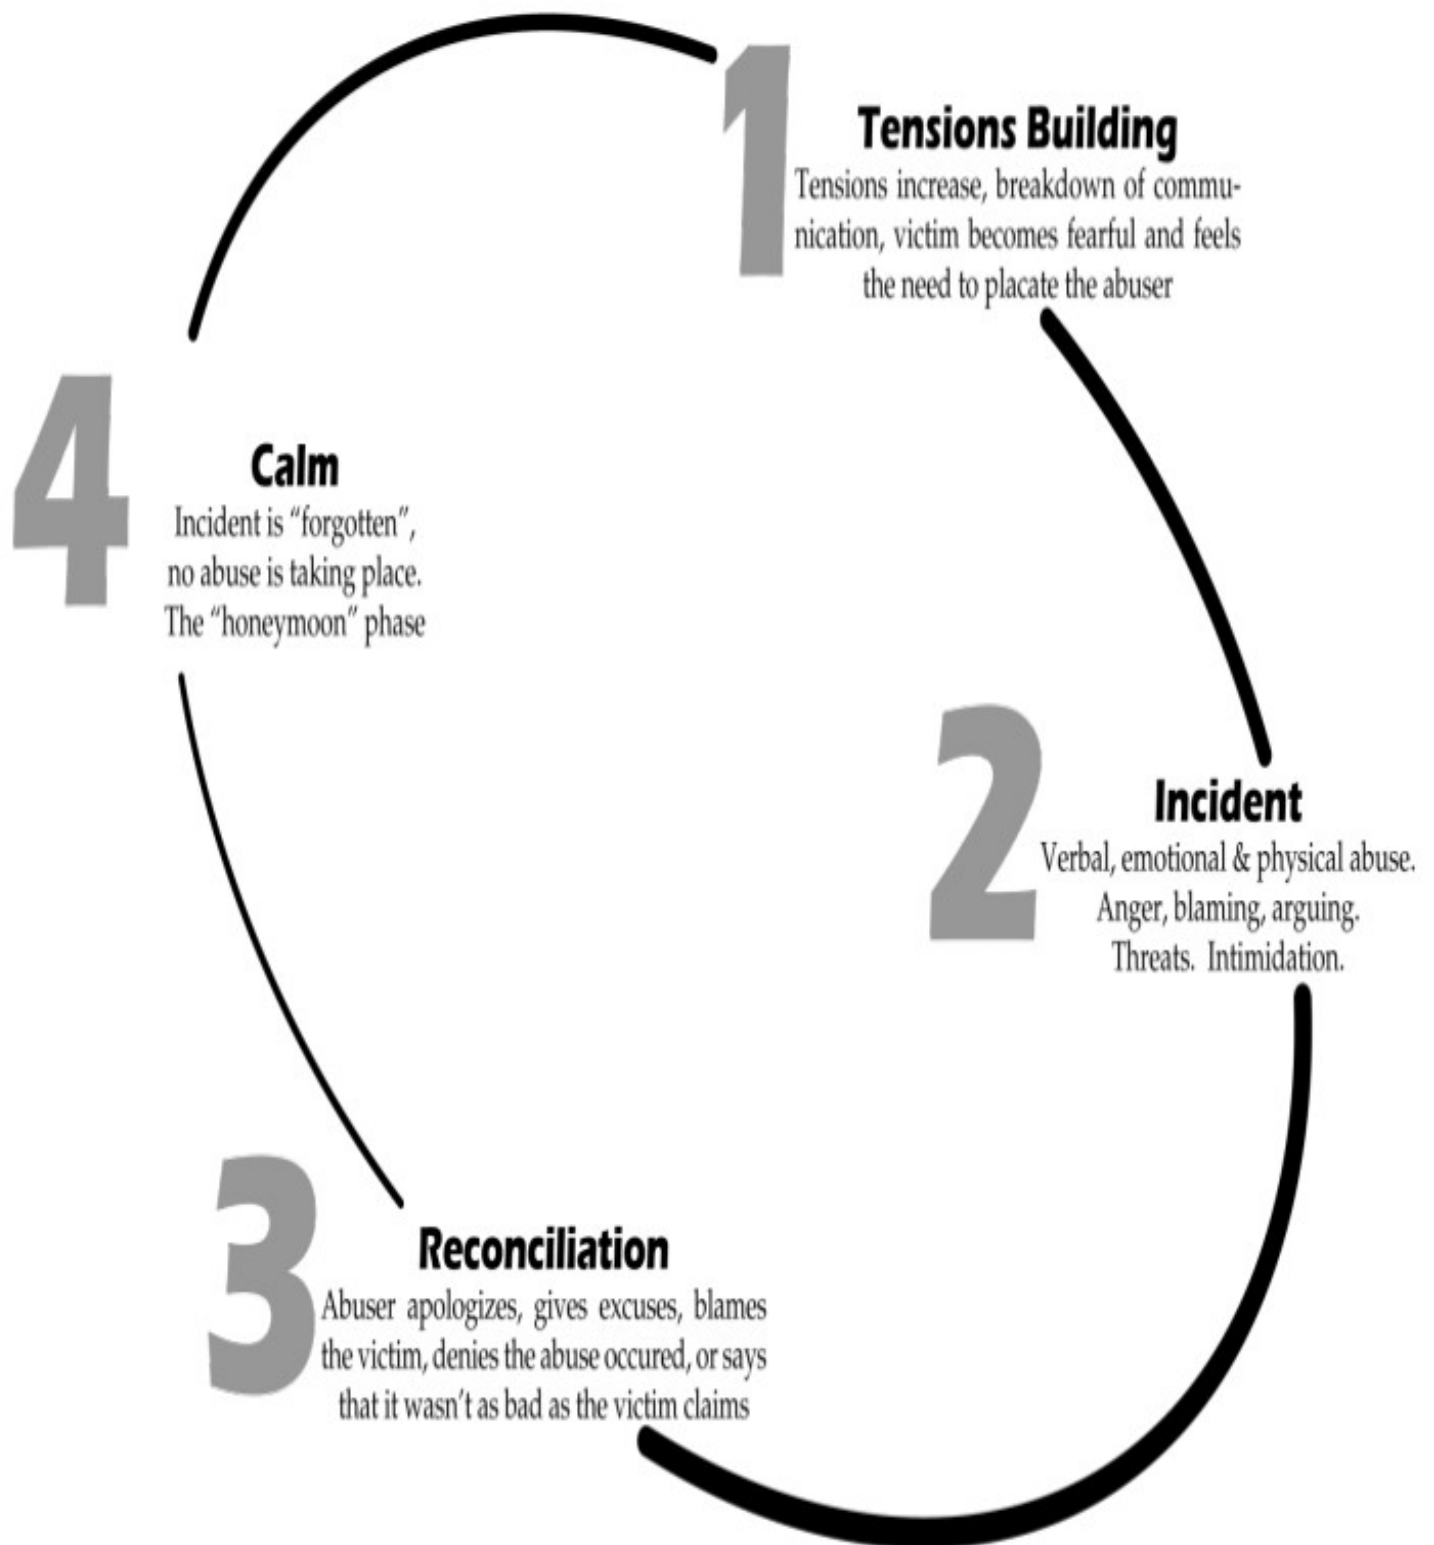 1
Tensions Building
Tensions increase, breakdown of commu-
nication, victim becomes fearful and feels
the need to placate the abuser
2
Incident
Verbal, emotional & physical abuse.
Anger, blaming, arguing.
Threats.  Intimidation.
3
Reconciliation
Abuser apologizes, gives excuses, blames
the victim, denies the abuse occured, or says
that it wasn't as bad as the victim claims
4
Calm
Incident is “forgotten”,
no abuse is taking place.
The “honeymoon” phase